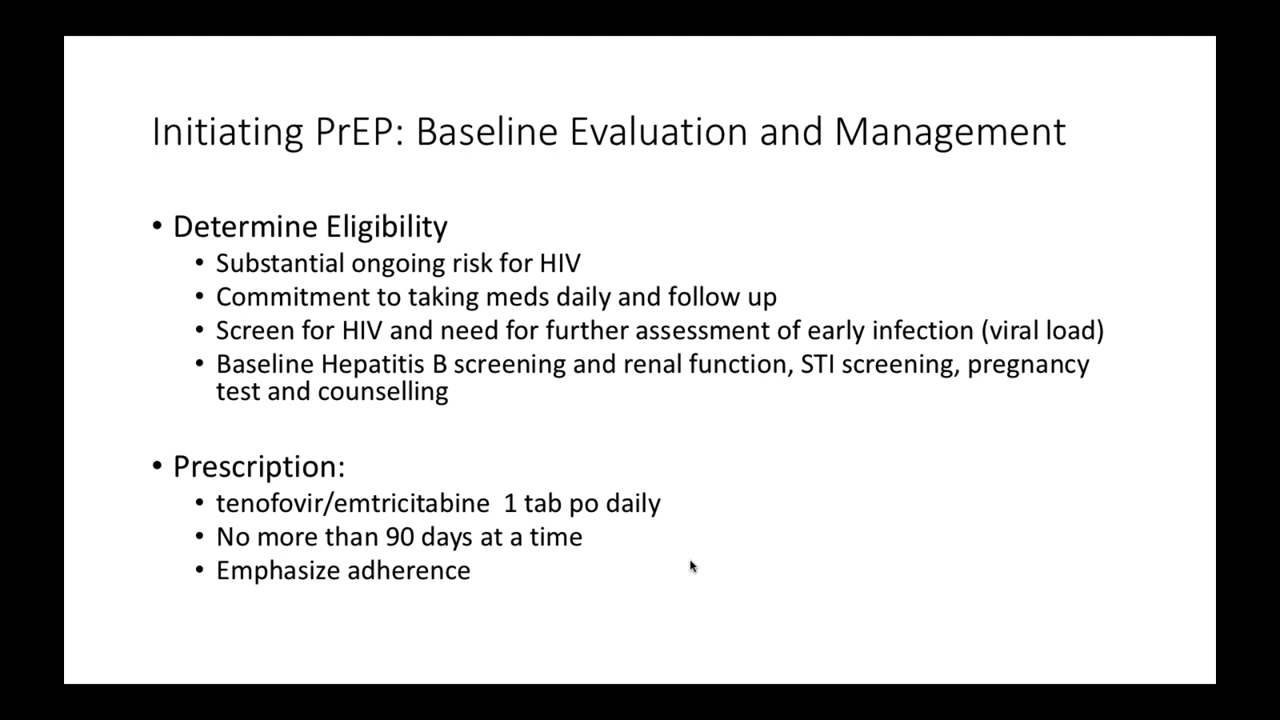 Initiating PrEP: Baseline Evaluation and Management
• Determine Eligibility
• Substantial ongoing risk for HIV
• Commitment to taking meds daily and follow up
• Screen for HIV and need for further assessment of early infection (viral load)
• Baseline Hepatitis B screening and renal function, STI screening, pregnancy
test and counselling
• Prescription:
• tenofovir/emtricitabine 1 tab po daily
• No more than 90 days at a time
• Emphasize adherence